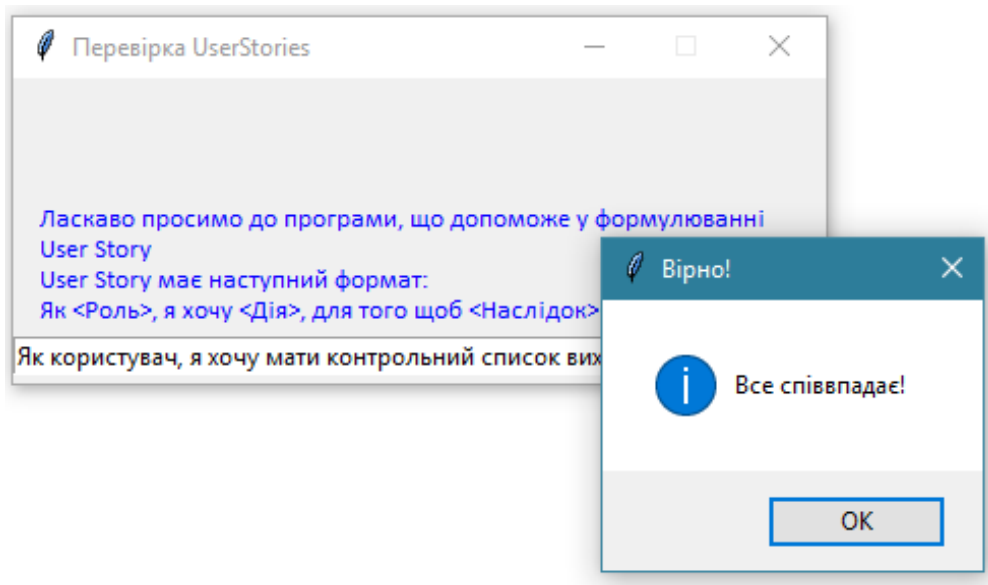 Перевірка UserStories
Ласкаво просимо до програми, що допоможе у формулюванні
User Story
User Story має наступний формат:
Як <Роль>, я хочу <Дія>, для того щоб <Наслідок>
Як користувач, я хочу мати контрольний список вих
Вірно!
Все співвпадає!
OK